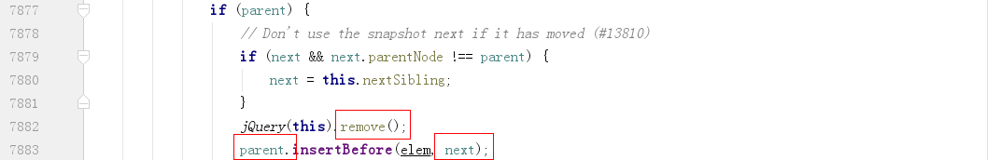 7877 if (parent) {
7878 // Don't use the snapshot next if it has moved (#13810)
7879 if (next && next.parentNode !== parent) {
7880 next = this.nextSibling;
7881 }
7882 jQuery(this).remove();
7883 parent.insertBefore(elem, next);